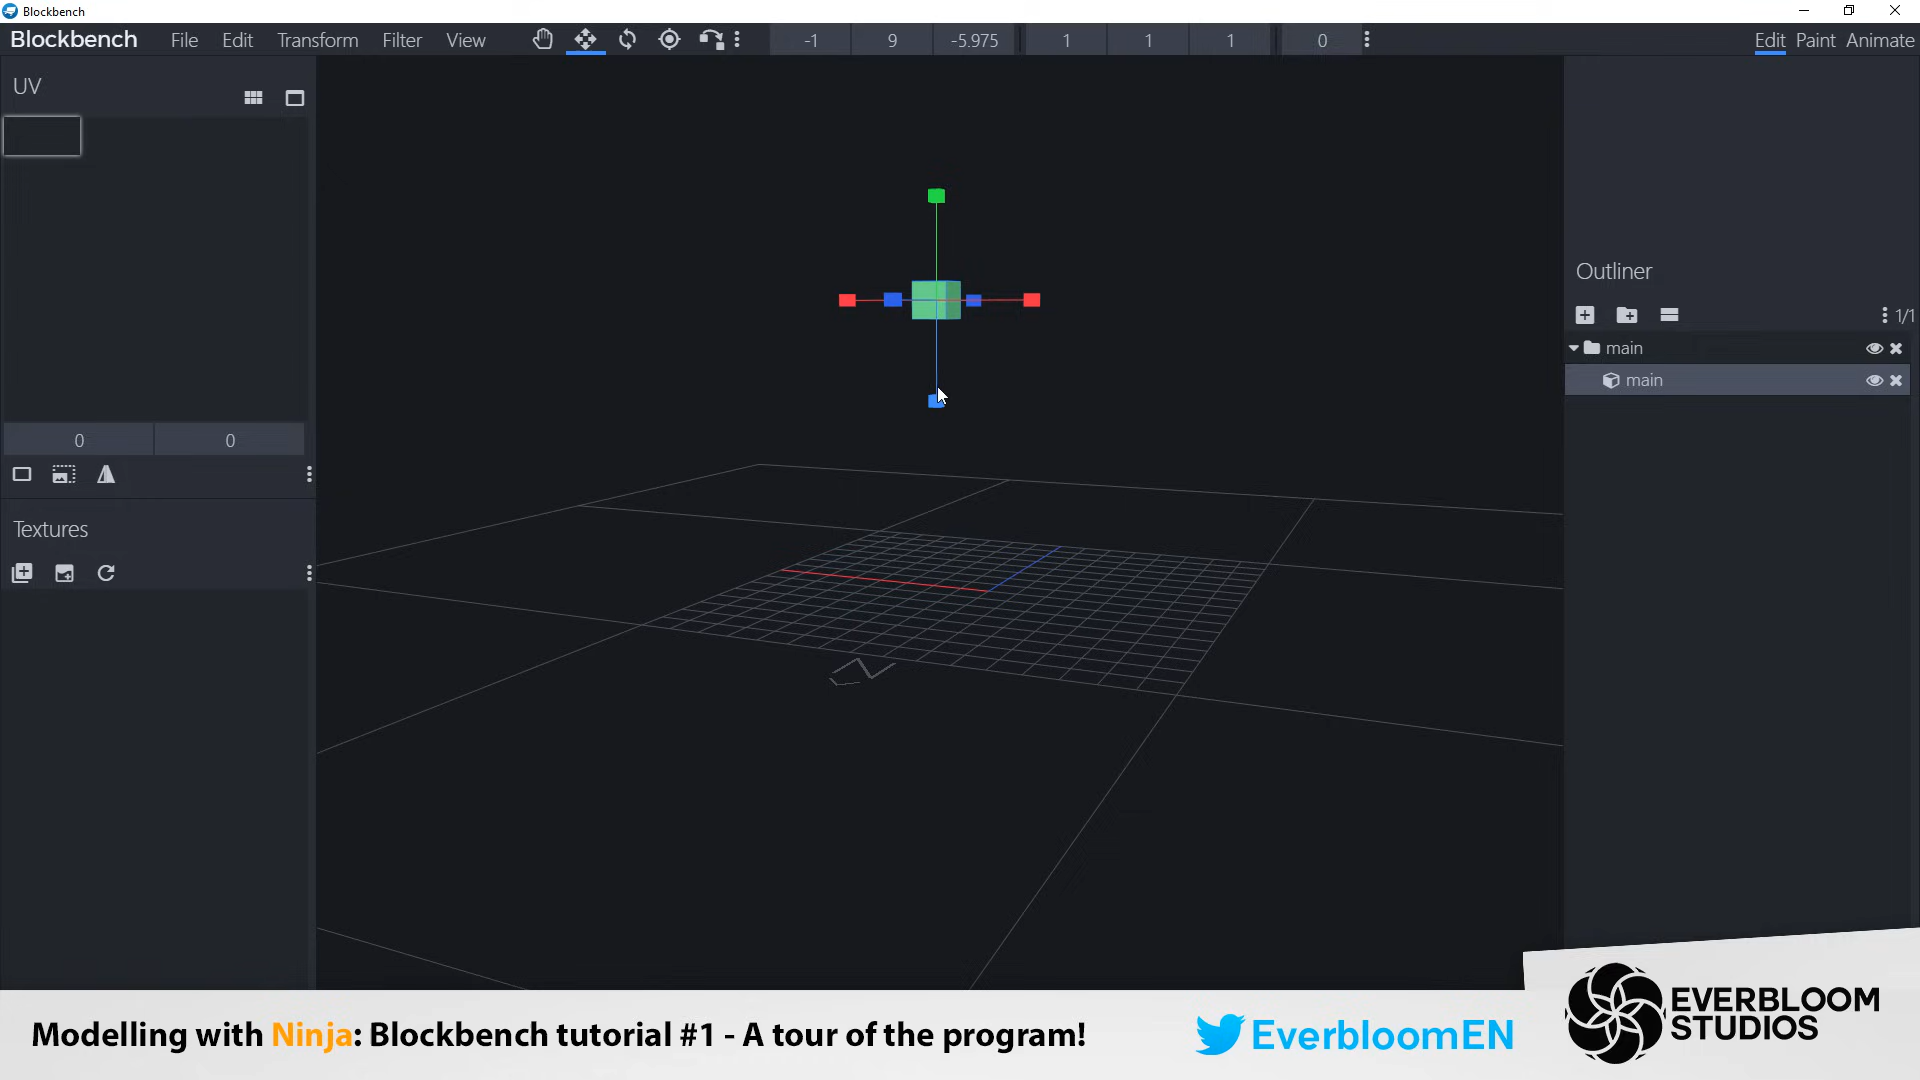 Blockbench
Blockbench File Edit Transform Filter View -1 9 -5.975 1 1 1 0 Edit Paint Animate
UV
0 0
Textures
Outliner
1/1
main
main
Modelling with Ninja: Blockbench tutorial #1 - A tour of the program!
EverbloomEN
EVERBLOOM
STUDIOS